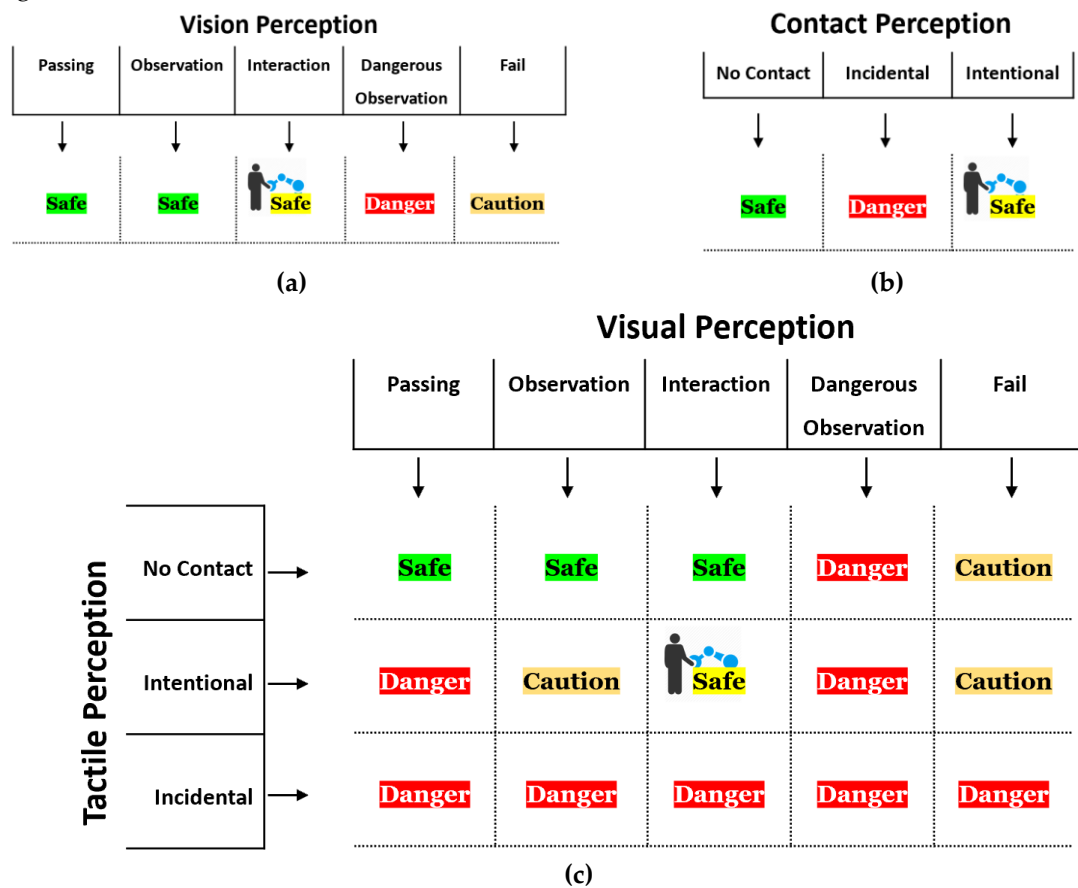 Vision Perception
Passing Observation Interaction Dangerous Observation Fail
Safe Safe Safe Danger Caution
(a)
Contact Perception
No Contact Incidental Intentional
Safe Danger Safe
(b)
Visual Perception
Passing Observation Interaction Dangerous Observation Fail
Tactile Perception
No Contact Safe Safe Safe Danger Caution
Intentional Danger Caution Safe Danger Caution
Incidental Danger Danger Danger Danger Danger
(c)